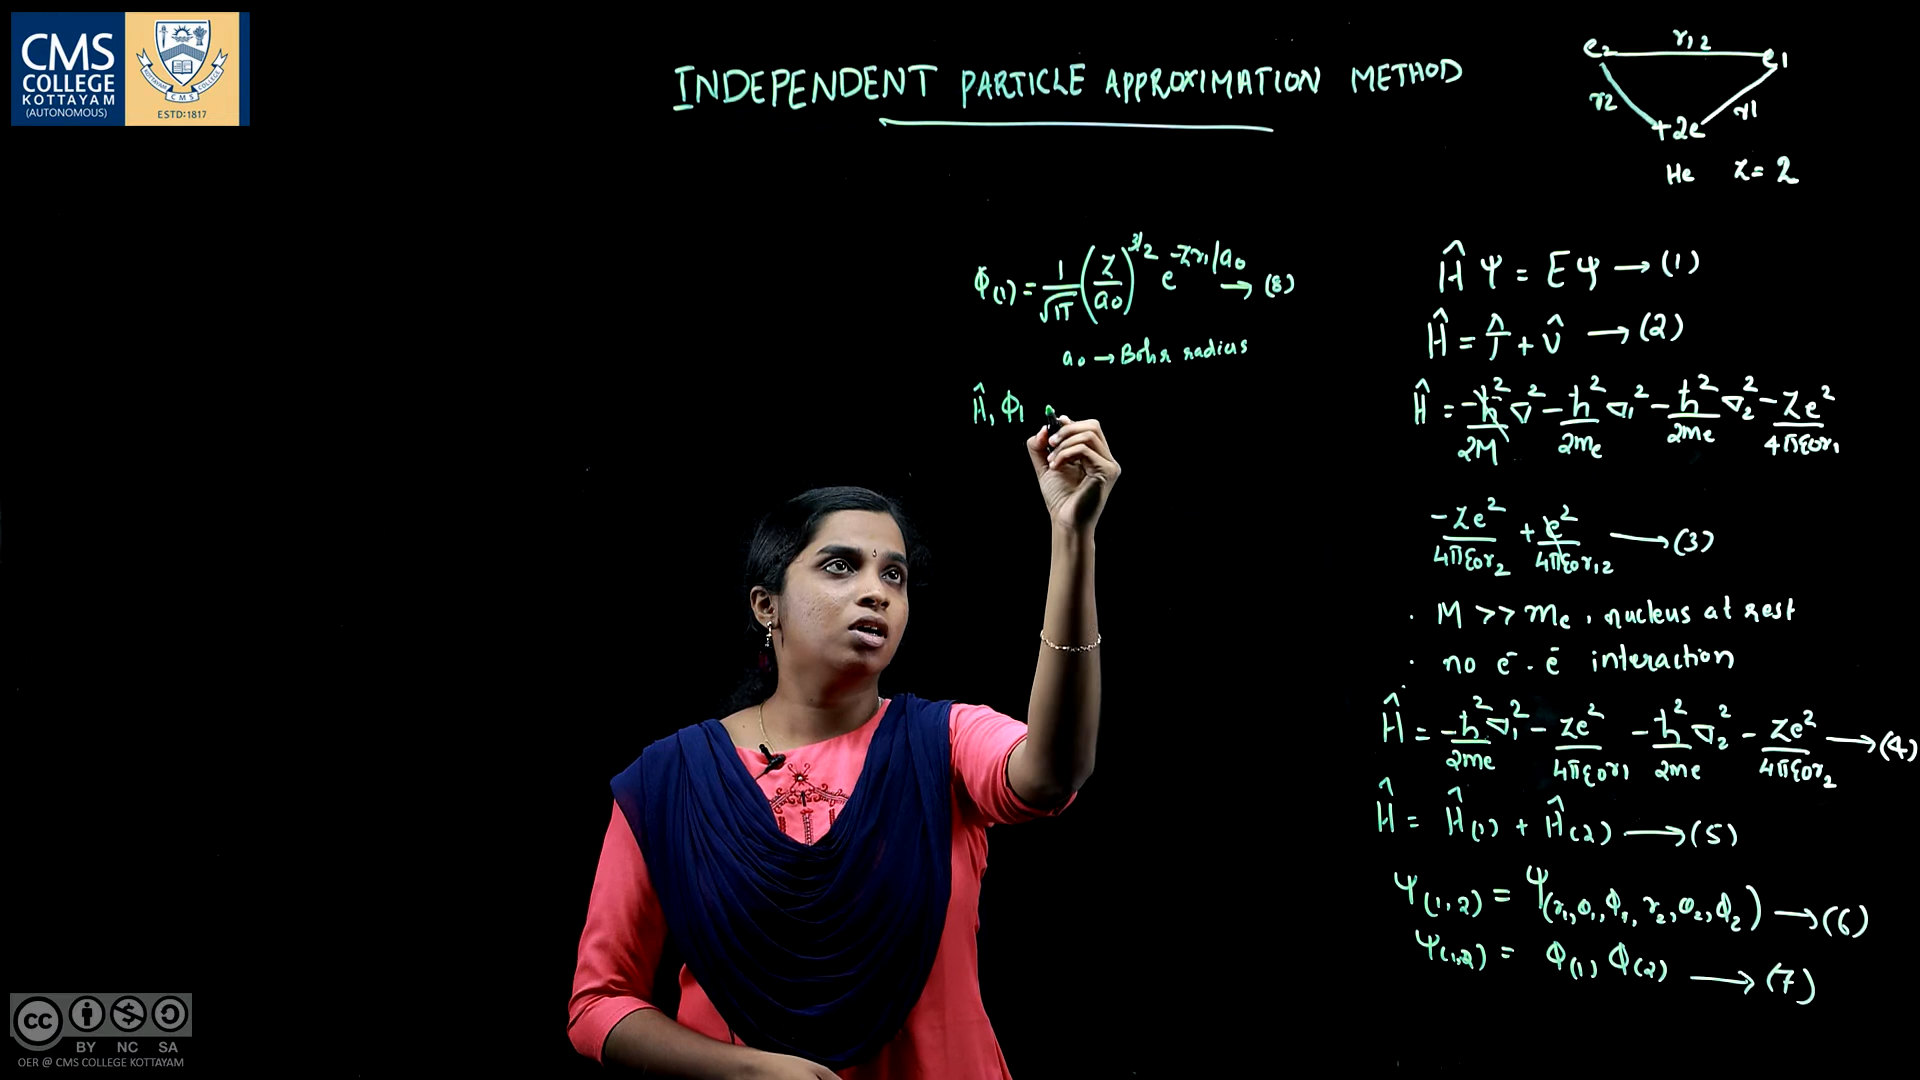 CMS
COLLEGE
KOTTAYAM
(AUTONOMOUS)
KOTTAYAM COLLEGE
CMS
ESTD:1817
INDEPENDENT PARTICLE APPROXIMATION METHOD
e2 r12 e1
r2 r1
+2e
He Z=2
Φ(1) = 1/√π (Z/a0)^3/2 e^-Zr1/a0 → (8)
a0 → Bohr radius
Ĥ1 Φ1
Ĥ Ψ = E Ψ → (1)
Ĥ = T̂ + V̂ → (2)
Ĥ = -ħ²/2M ∇² - ħ²/2me ∇1² - ħ²/2me ∇2² - Ze²/4πε0r1
-Ze²/4πε0r2 + e²/4πε0r12 → (3)
· M >> me, nucleus at rest
· no e⁻ - e⁻ interaction
Ĥ = -ħ²/2me ∇1² - Ze²/4πε0r1 - ħ²/2me ∇2² - Ze²/4πε0r2 → (4)
Ĥ = Ĥ(1) + Ĥ(2) → (5)
Ψ(1,2) = Ψ(r1,θ1,Φ1, r2,θ2,Φ2) → (6)
Ψ(1,2) = Φ(1) Φ(2) → (7)
cc
BY NC SA
OER @ CMS COLLEGE KOTTAYAM